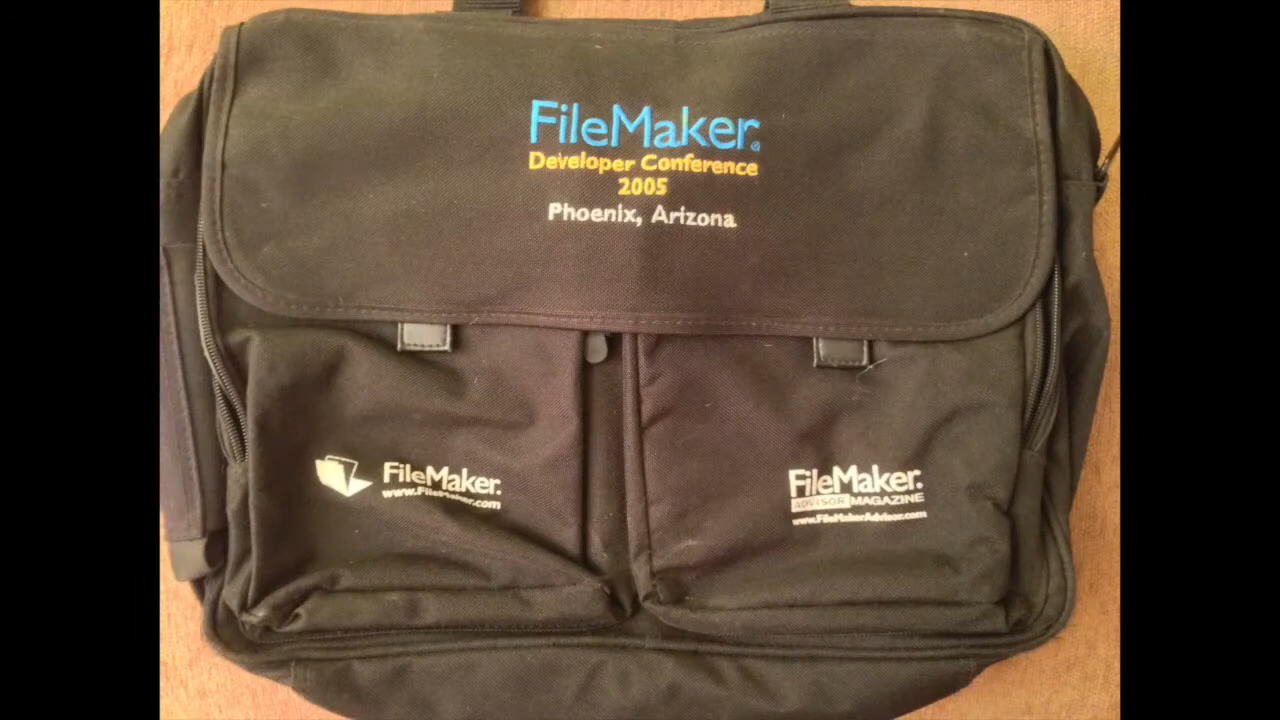 FileMaker®
Developer Conference
2005
Phoenix, Arizona
FileMaker.
www.FileMaker.com
FileMaker.
ADVISOR MAGAZINE
www.FileMakerAdvisor.com